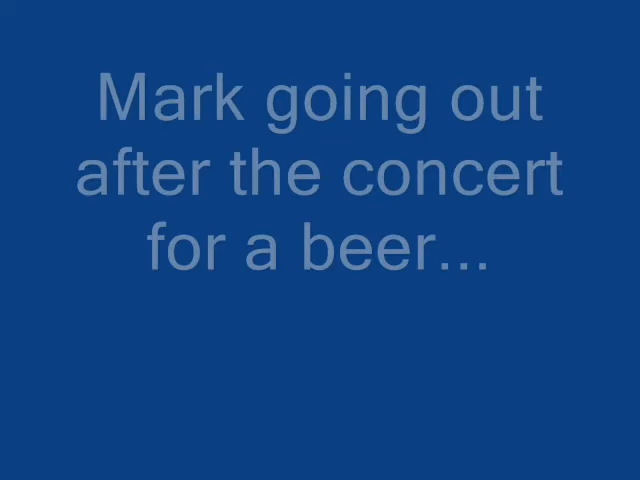 Mark going out
after the concert
for a beer...